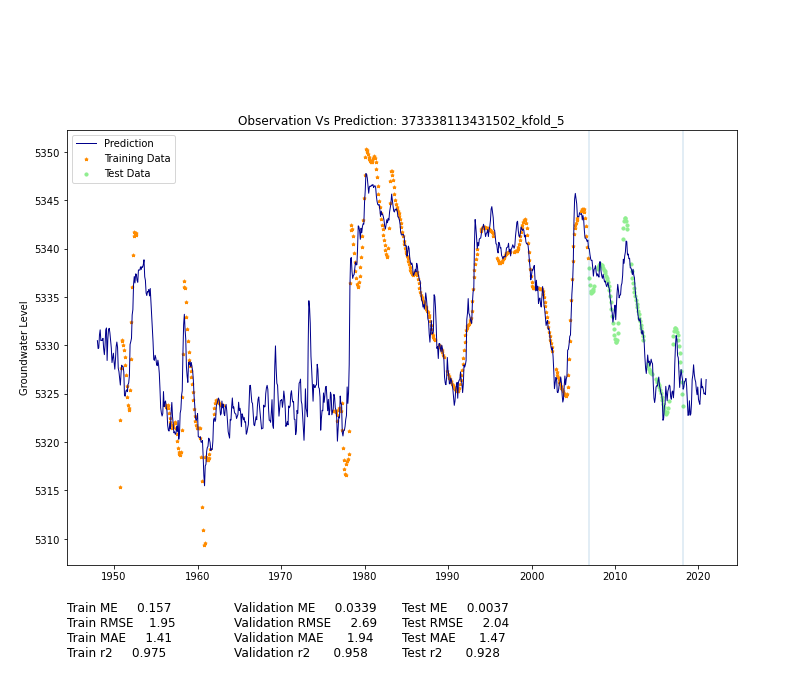 Observation Vs Prediction: 373338113431502_kfold_5
Prediction
Training Data
Test Data
Groundwater Level
5350
5345
5340
5335
5330
5325
5320
5315
5310
1950 1960 1970 1980 1990 2000 2010 2020
Train ME 0.157 Validation ME 0.0339 Test ME 0.0037
Train RMSE 1.95 Validation RMSE 2.69 Test RMSE 2.04
Train MAE 1.41 Validation MAE 1.94 Test MAE 1.47
Train r2 0.975 Validation r2 0.958 Test r2 0.928